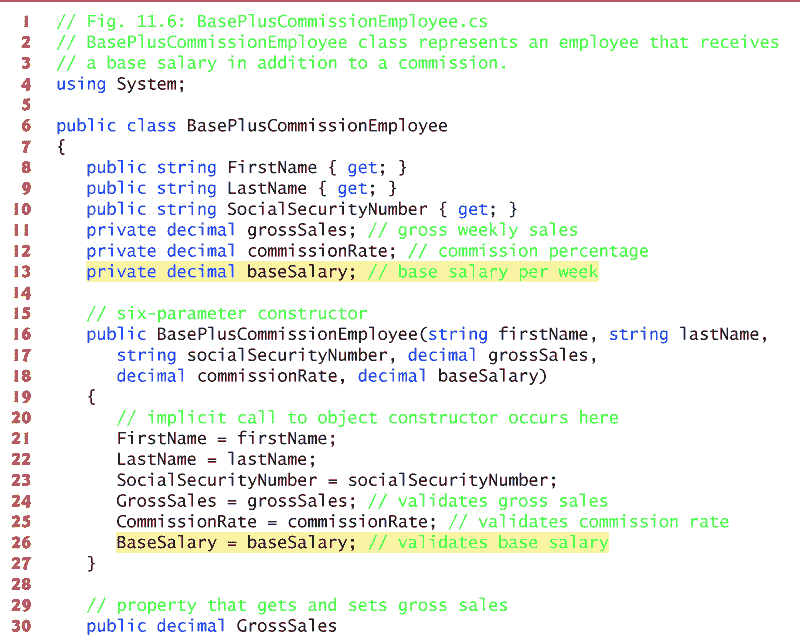 1 // Fig. 11.6: BasePlusCommissionEmployee.cs
2 // BasePlusCommissionEmployee class represents an employee that receives
3 // a base salary in addition to a commission.
4 using System;
5
6 public class BasePlusCommissionEmployee
7 {
8 public string FirstName { get; }
9 public string LastName { get; }
10 public string SocialSecurityNumber { get; }
11 private decimal grossSales; // gross weekly sales
12 private decimal commissionRate; // commission percentage
13 private decimal baseSalary; // base salary per week
14
15 // six-parameter constructor
16 public BasePlusCommissionEmployee(string firstName, string lastName,
17 string socialSecurityNumber, decimal grossSales,
18 decimal commissionRate, decimal baseSalary)
19 {
20 // implicit call to object constructor occurs here
21 FirstName = firstName;
22 LastName = lastName;
23 SocialSecurityNumber = socialSecurityNumber;
24 GrossSales = grossSales; // validates gross sales
25 CommissionRate = commissionRate; // validates commission rate
26 BaseSalary = baseSalary; // validates base salary
27 }
28
29 // property that gets and sets gross sales
30 public decimal GrossSales